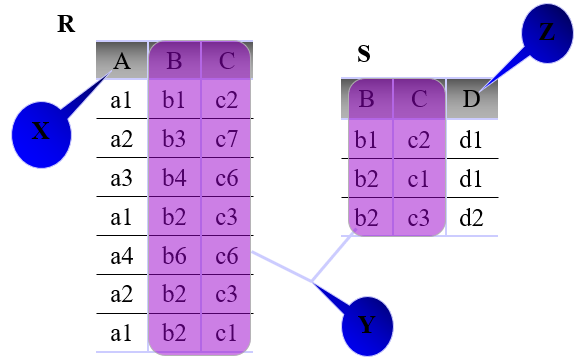 R
A B C
a1 b1 c2
a2 b3 c7
a3 b4 c6
a1 b2 c3
a4 b6 c6
a2 b2 c3
a1 b2 c1
X
S
B C D
b1 c2 d1
b2 c1 d1
b2 c3 d2
Z
Y